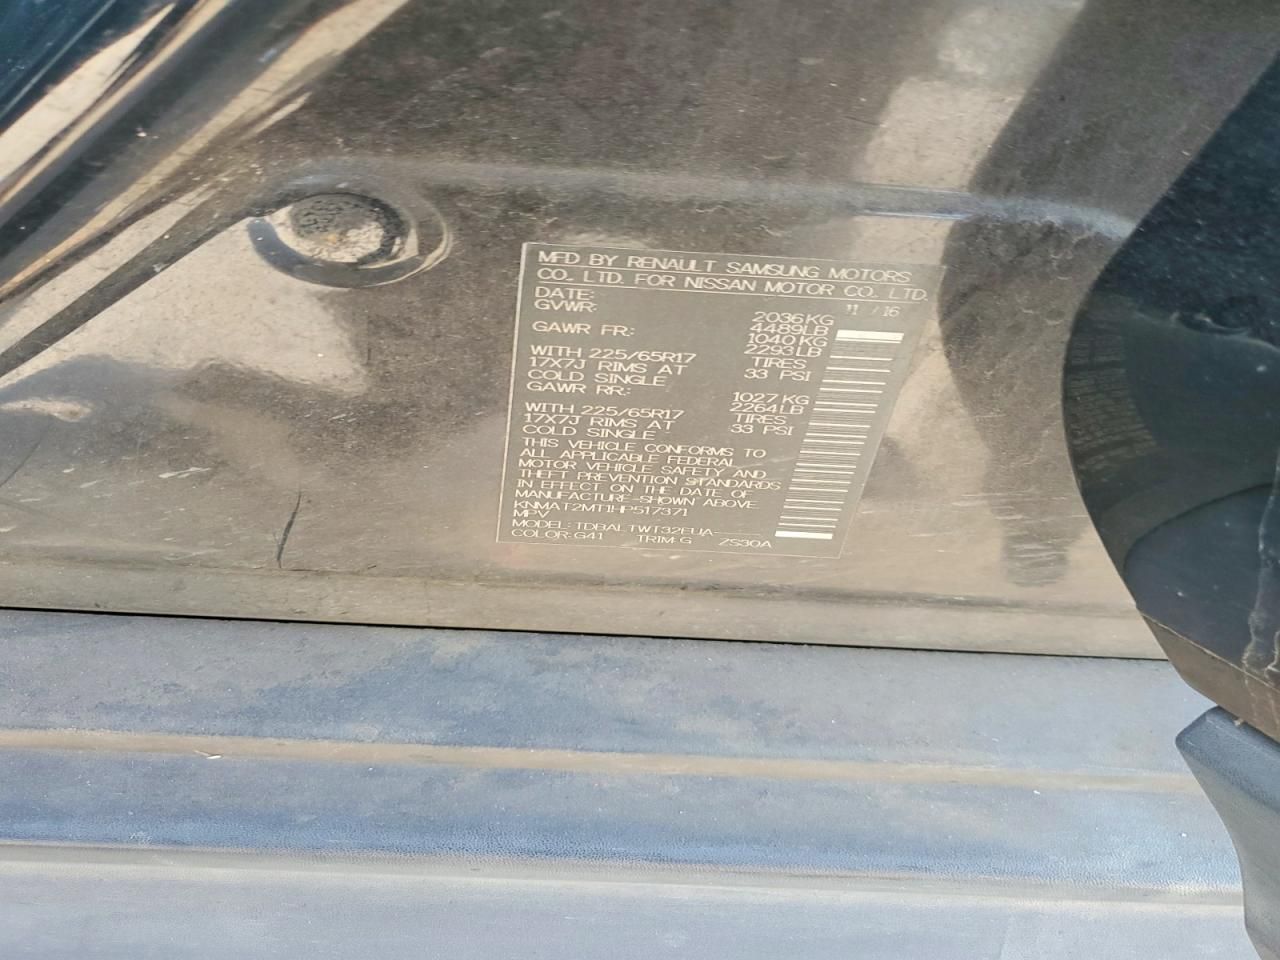 MFD BY RENAULT SAMSUNG MOTORS
CO., LTD. FOR NISSAN MOTOR CO., LTD.
DATE: 11 /16
GVWR: 2036KG
4489LB
GAWR FR: 1040KG
2293LB
WITH 225/65R17 TIRES
17X7J RIMS AT 33 PSI
COLD SINGLE
GAWR RR: 1027KG
2264LB
WITH 225/65R17 TIRES
17X7J RIMS AT 33 PSI
COLD SINGLE
THIS VEHICLE CONFORMS TO
ALL APPLICABLE FEDERAL
MOTOR VEHICLE SAFETY AND
THEFT PREVENTION STANDARDS
IN EFFECT ON THE DATE OF
MANUFACTURE-SHOWN ABOVE
KNMAT2MT1HP517371
MPV
MODEL: TDBALTWT32EUA-
COLOR: G41 TRIM: G ZS30A